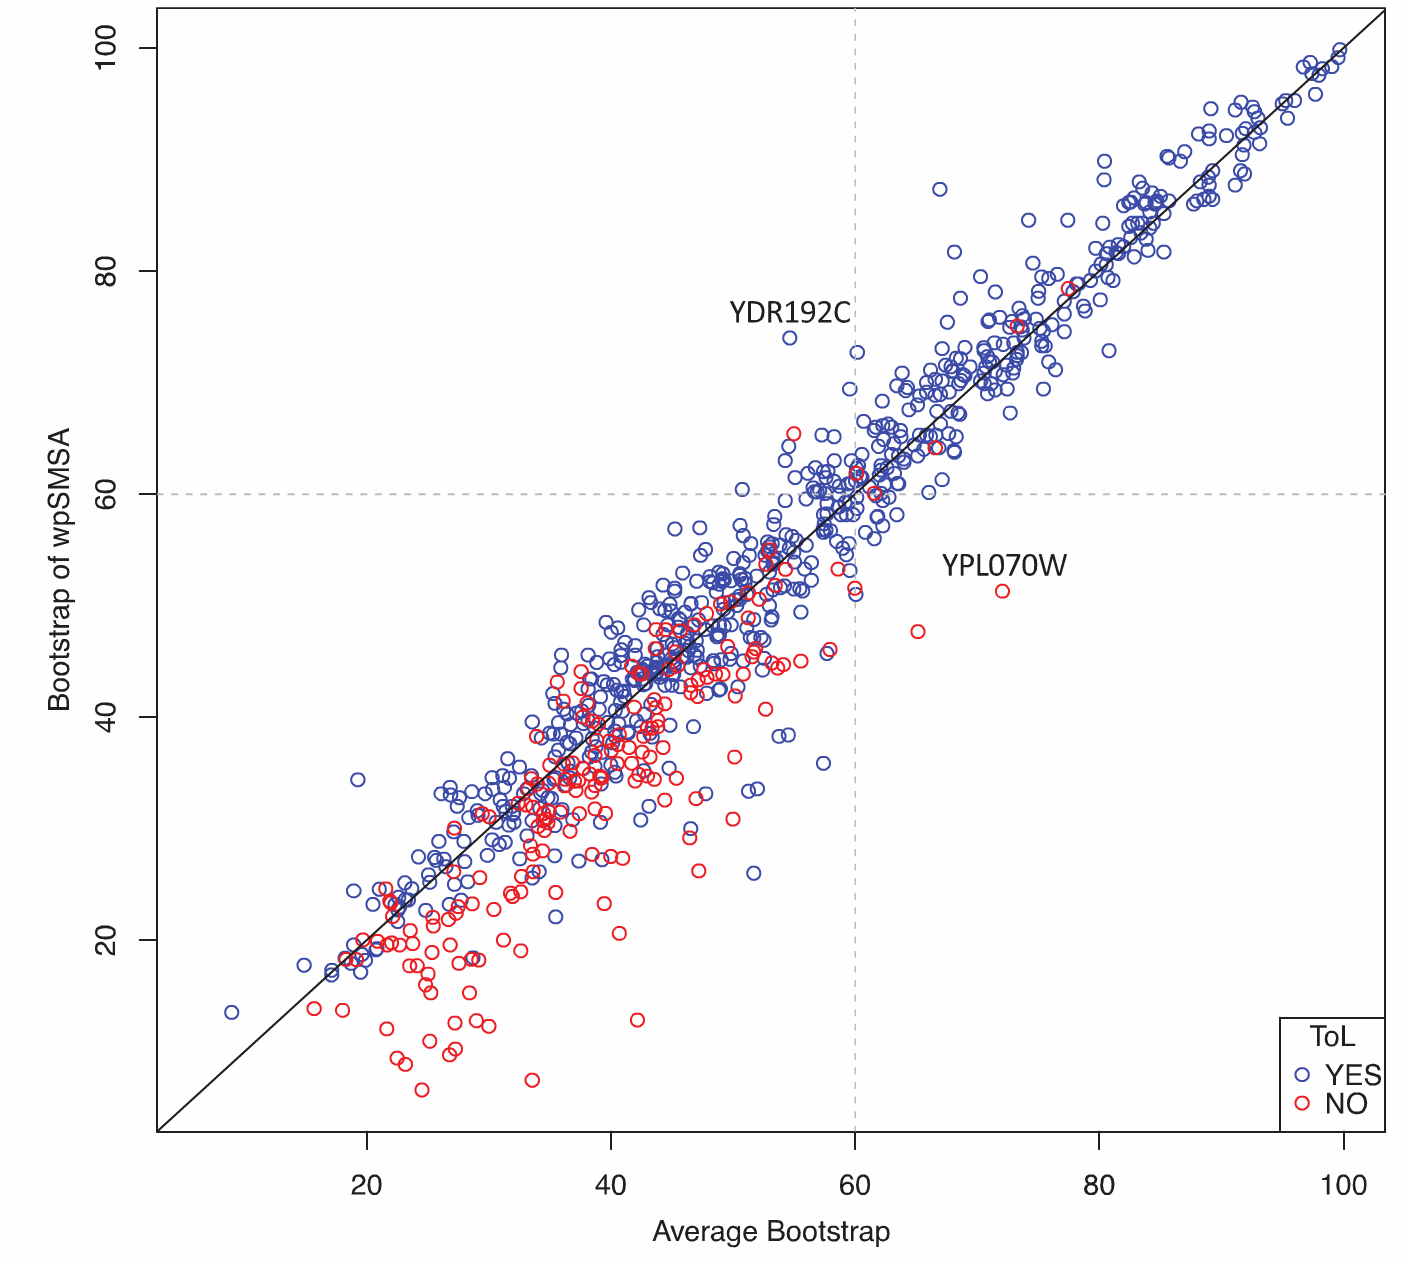 100
80
60
40
20
Bootstrap of wpSMSA
YDR192C
YPL070W
ToL
YES
NO
20 40 60 80 100
Average Bootstrap